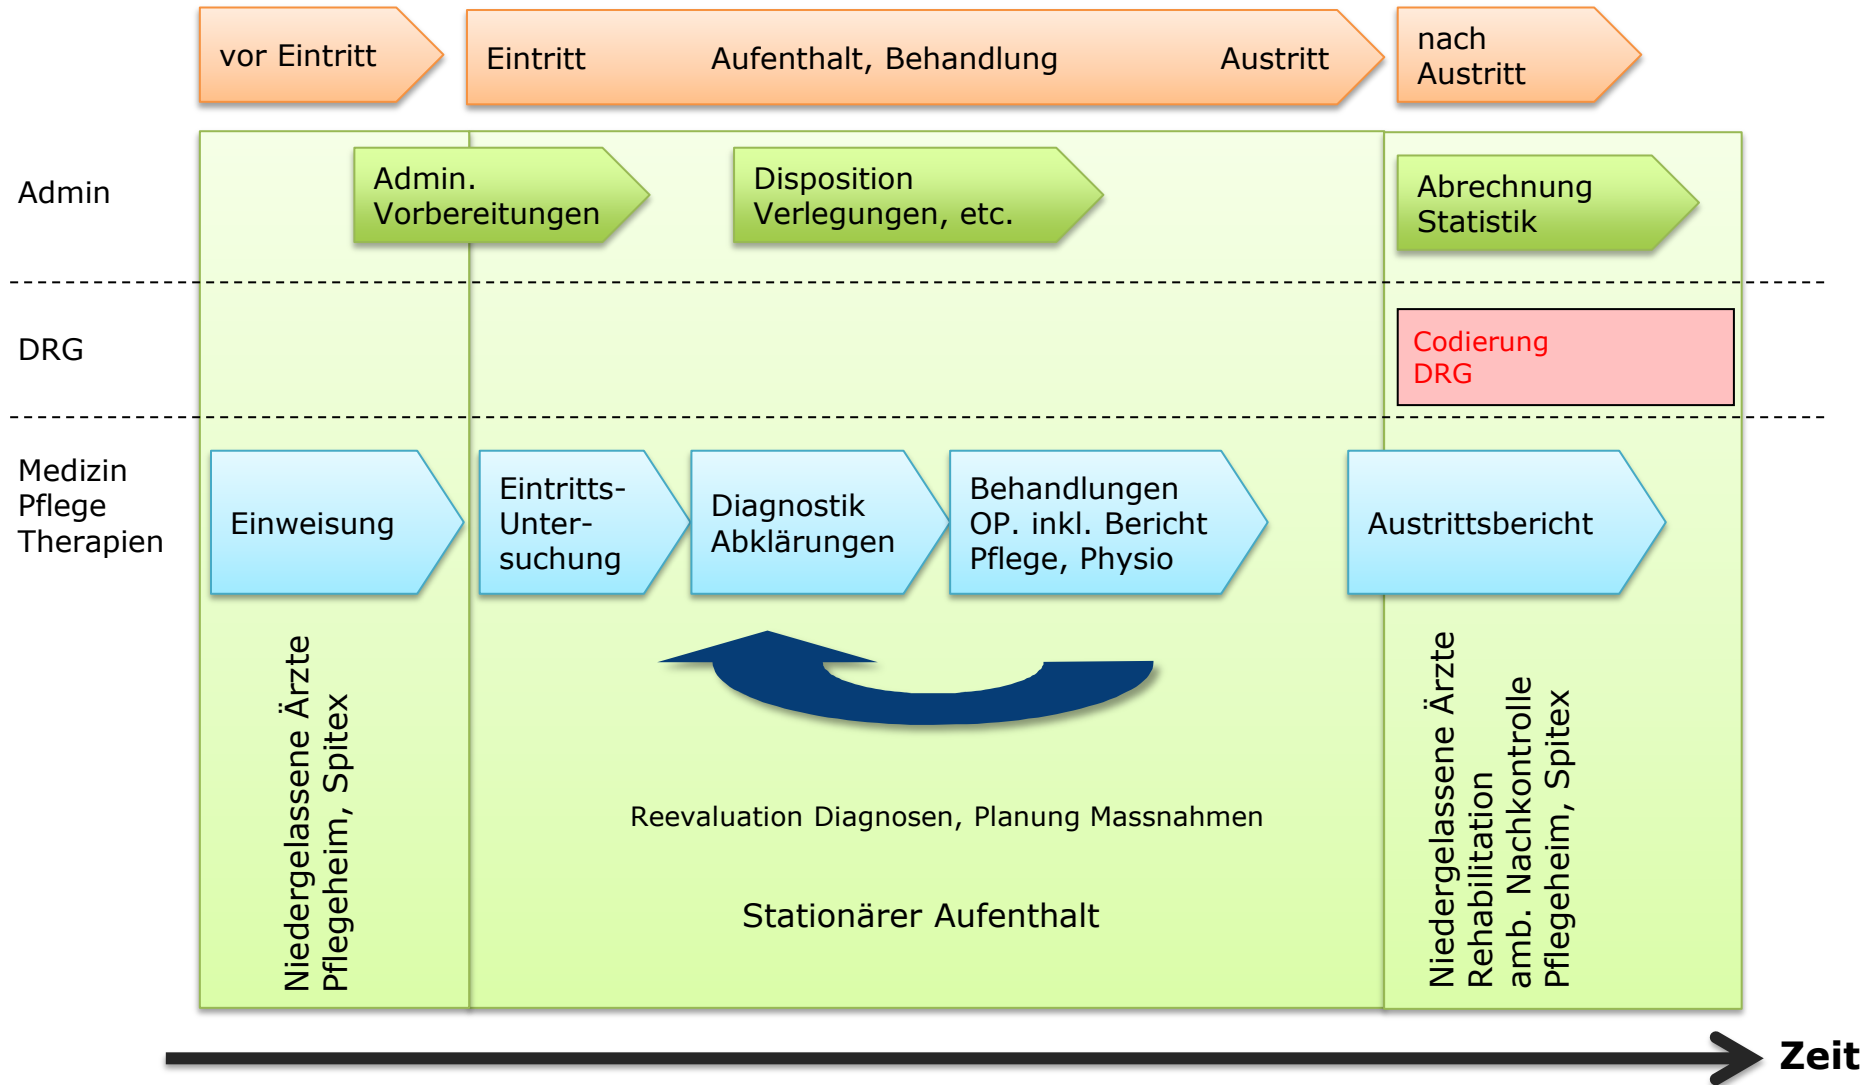 vor Eintritt
Eintritt Aufenthalt, Behandlung Austritt
nach
Austritt
Admin
Admin.
Vorbereitungen
Disposition
Verlegungen, etc.
Abrechnung
Statistik
DRG
Codierung
DRG
Medizin
Pflege
Therapien
Einweisung
Eintritts-
Unter-
suchung
Diagnostik
Abklärungen
Behandlungen
OP. inkl. Bericht
Pflege, Physio
Austrittsbericht
Niedergelassene Ärzte
Pflegeheim, Spitex
Reevaluation Diagnosen, Planung Massnahmen
Stationärer Aufenthalt
Niedergelassene Ärzte
Rehabilitation
amb. Nachkontrolle
Pflegeheim, Spitex
Zeit